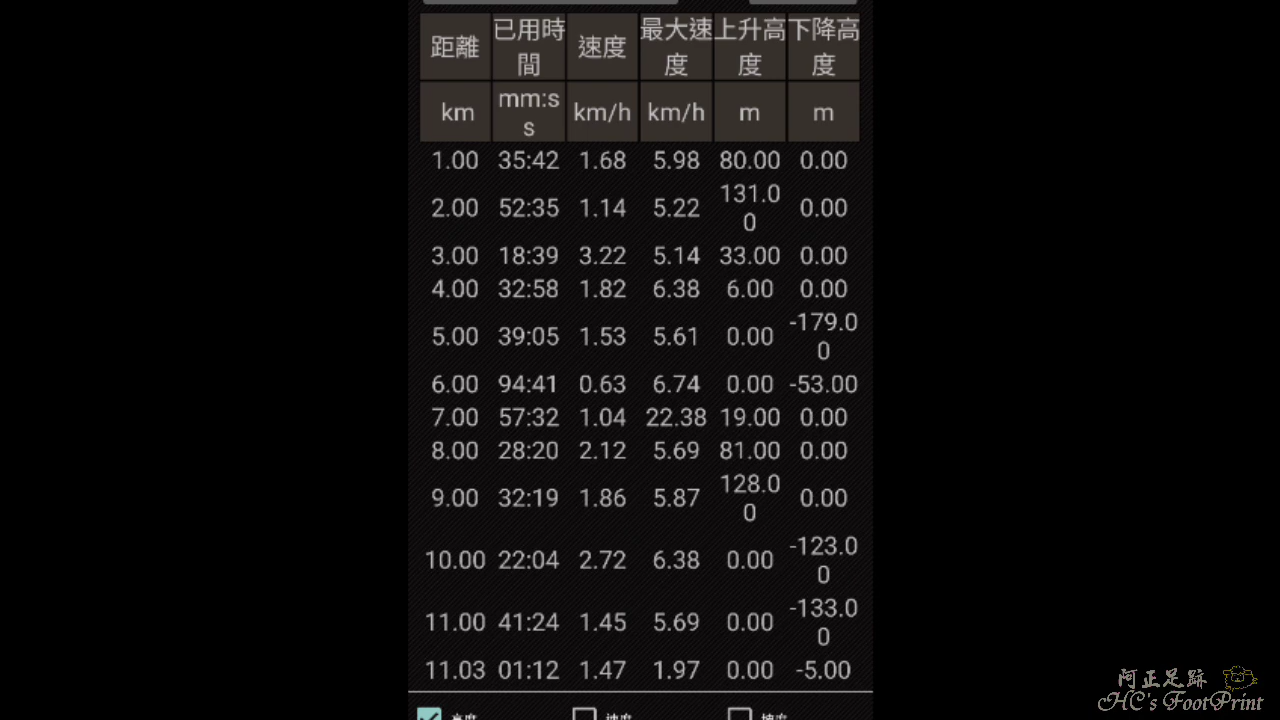 距離 已用時間 速度 最大速度 上升高度 下降高度
km mm:ss km/h km/h m m
1.00 35:42 1.68 5.98 80.00 0.00
2.00 52:35 1.14 5.22 131.00 0.00
3.00 18:39 3.22 5.14 33.00 0.00
4.00 32:58 1.82 6.38 6.00 0.00
5.00 39:05 1.53 5.61 0.00 -179.00
6.00 94:41 0.63 6.74 0.00 -53.00
7.00 57:32 1.04 22.38 19.00 0.00
8.00 28:20 2.12 5.69 81.00 0.00
9.00 32:19 1.86 5.87 128.00 0.00
10.00 22:04 2.72 6.38 0.00 -123.00
11.00 41:24 1.45 5.69 0.00 -133.00
11.03 01:12 1.47 1.97 0.00 -5.00
阿正足跡
HC's FootPrint